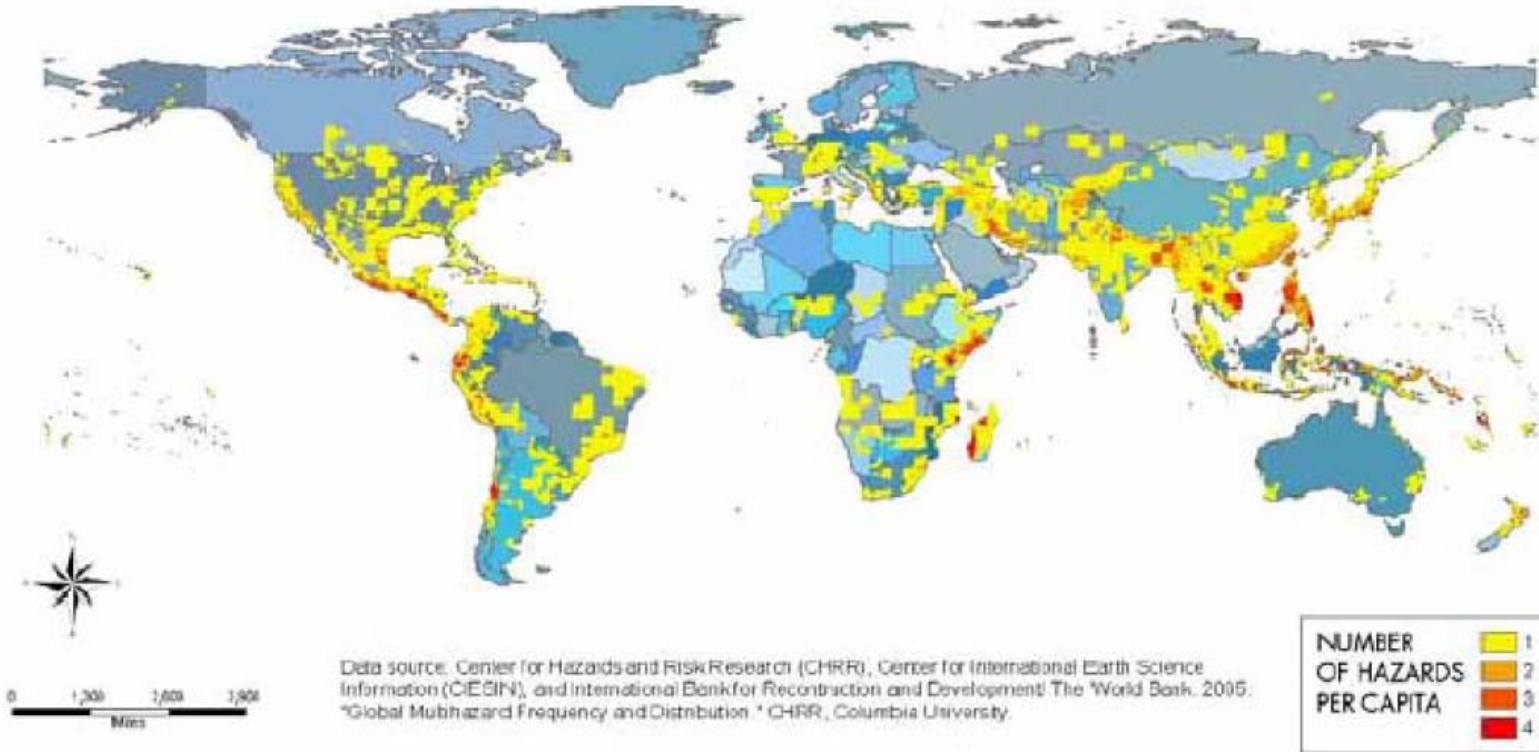 Data source: Center for Hazards and Risk Research (CHRR), Center for International Earth Science
Information (CIESIN), and International Bank for Recontruction and Development/ The World Bank. 2005.
"Global Multihazard Frequency and Distribution." CHRR, Columbia University.
0
Miles
NUMBER
OF HAZARDS
PER CAPITA
1
2
3
4